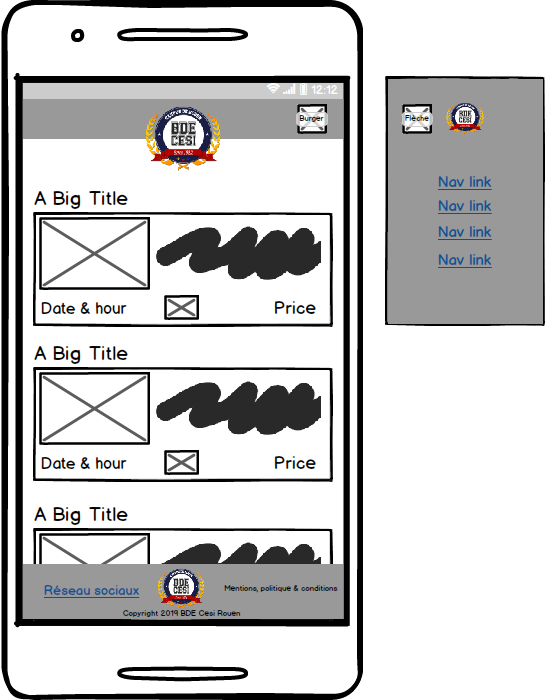 12:12
Burger
BDE
CESI
A Big Title
Date & hour
Price
A Big Title
Date & hour
Price
A Big Title
Réseau sociaux
BDE
CESI
Mentions, politique & conditions
Copyright 2019 BDE Cesi Rouen
Flèche
BDE
CESI
Nav link
Nav link
Nav link
Nav link